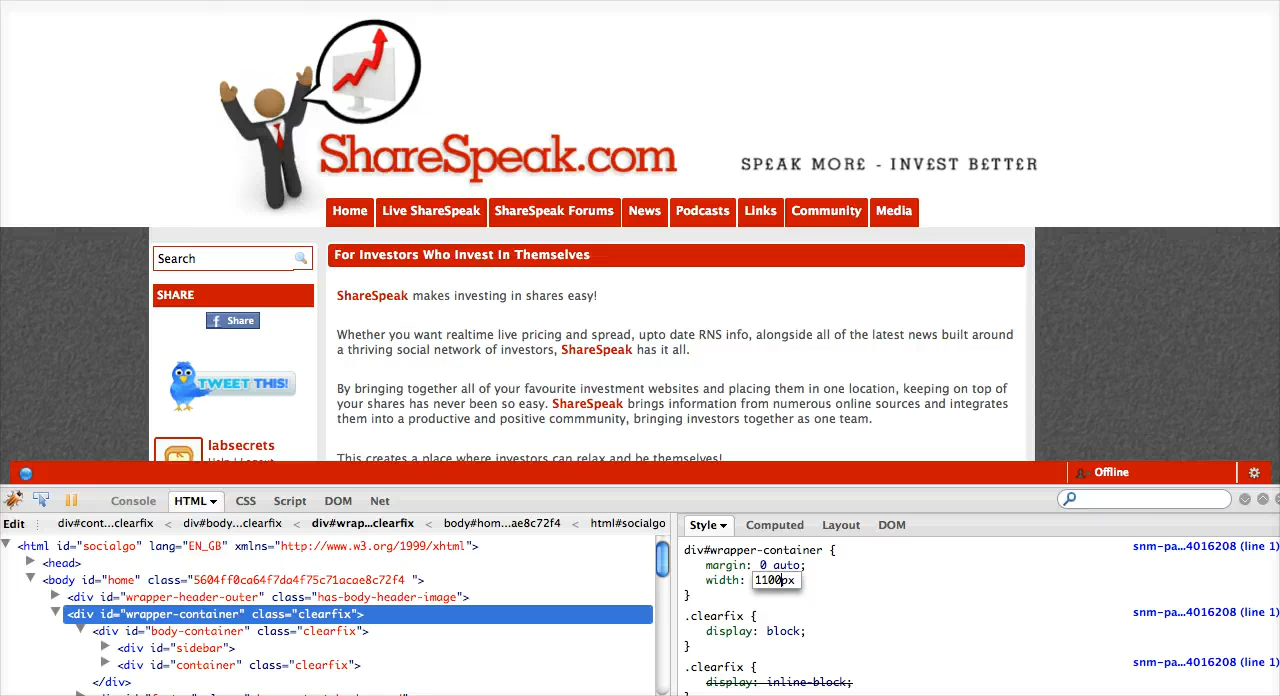 ShareSpeak.com
SP£AK MOR£ - INV£ST B£TT£R
Home Live ShareSpeak ShareSpeak Forums News Podcasts Links Community Media
Search
For Investors Who Invest In Themselves
SHARE
Share
TWEET THIS!
labsecrets
Help | Logout
ShareSpeak makes investing in shares easy!
Whether you want realtime live pricing and spread, upto date RNS info, alongside all of the latest news built around
a thriving social network of investors, ShareSpeak has it all.
By bringing together all of your favourite investment websites and placing them in one location, keeping on top of
your shares has never been so easy. ShareSpeak brings information from numerous online sources and integrates
them into a productive and positive commmunity, bringing investors together as one team.
This creates a place where investors can relax and be themselves!
Offline
Console HTML CSS Script DOM Net
Edit div#cont...clearfix < div#body...clearfix < div#wrap...clearfix < body#hom...ae8c72f4 < html#socialgo
<html id="socialgo" lang="EN_GB" xmlns="http://www.w3.org/1999/xhtml">
<head>
<body id="home" class="5604ff0ca64f7da4f75c71acae8c72f4 ">
<div id="wrapper-header-outer" class="has-body-header-image">
<div id="wrapper-container" class="clearfix">
<div id="body-container" class="clearfix">
<div id="sidebar">
<div id="container" class="clearfix">
</div>
Style Computed Layout DOM
div#wrapper-container { snm-pa...4016208 (line 1)
margin: 0 auto;
width: 1100px
}
.clearfix { snm-pa...4016208 (line 1)
display: block;
}
.clearfix { snm-pa...4016208 (line 1)
display: inline-block;